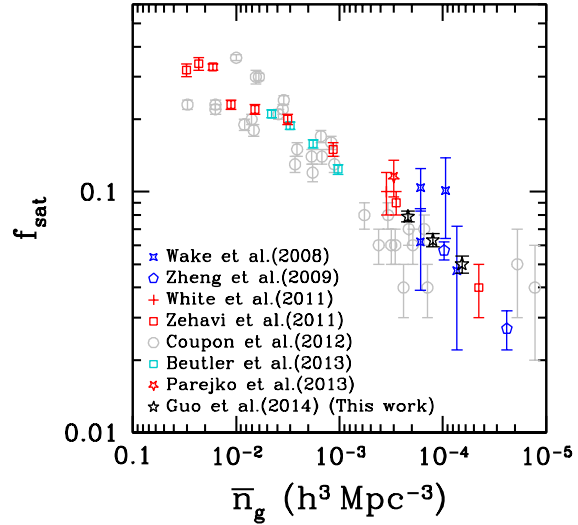 f_sat
0.1
0.01
Wake et al.(2008)
Zheng et al.(2009)
White et al.(2011)
Zehavi et al.(2011)
Coupon et al.(2012)
Beutler et al.(2013)
Parejko et al.(2013)
Guo et al.(2014) (This work)
0.1 10⁻² 10⁻³ 10⁻⁴ 10⁻⁵
n̅_g (h³ Mpc⁻³)